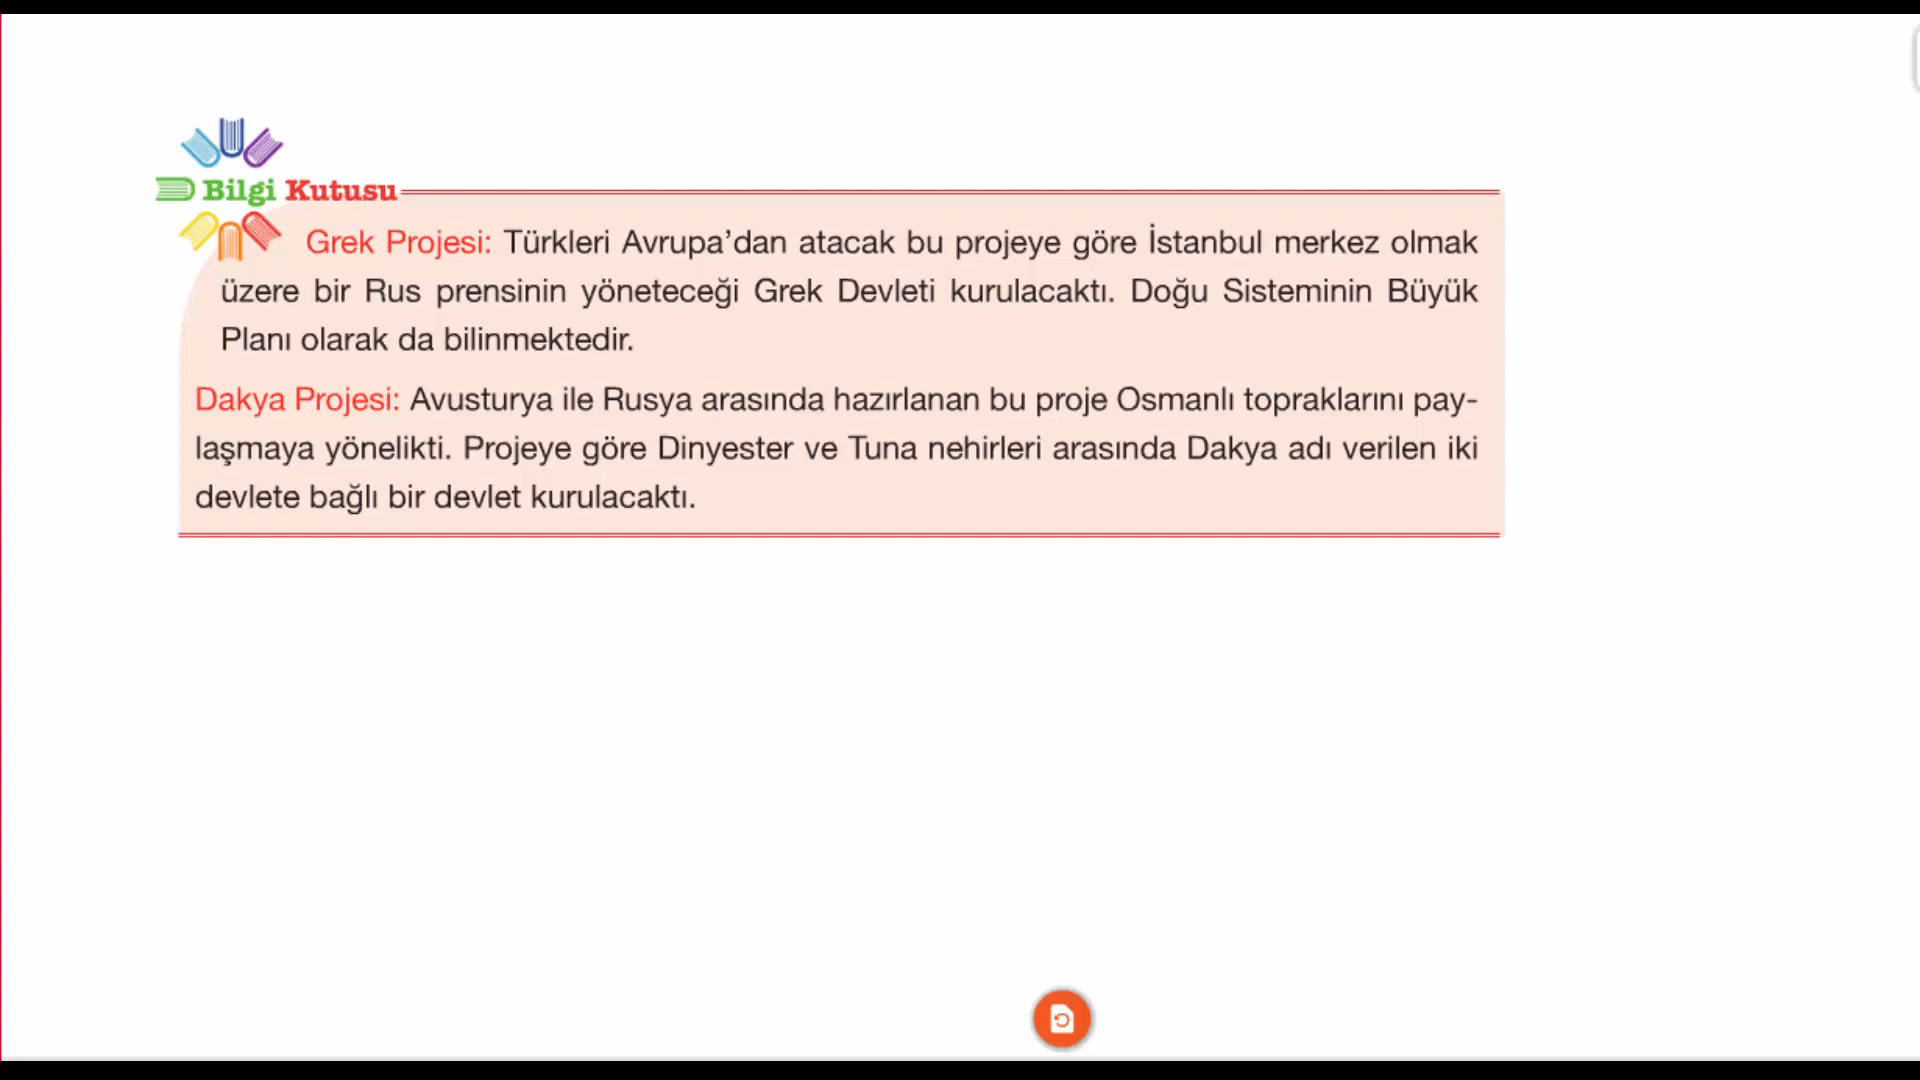 Bilgi Kutusu
Grek Projesi: Türkleri Avrupa’dan atacak bu projeye göre İstanbul merkez olmak
üzere bir Rus prensinin yöneteceği Grek Devleti kurulacaktı. Doğu Sisteminin Büyük
Planı olarak da bilinmektedir.
Dakya Projesi: Avusturya ile Rusya arasında hazırlanan bu proje Osmanlı topraklarını pay-
laşmaya yönelikti. Projeye göre Dinyester ve Tuna nehirleri arasında Dakya adı verilen iki
devlete bağlı bir devlet kurulacaktı.